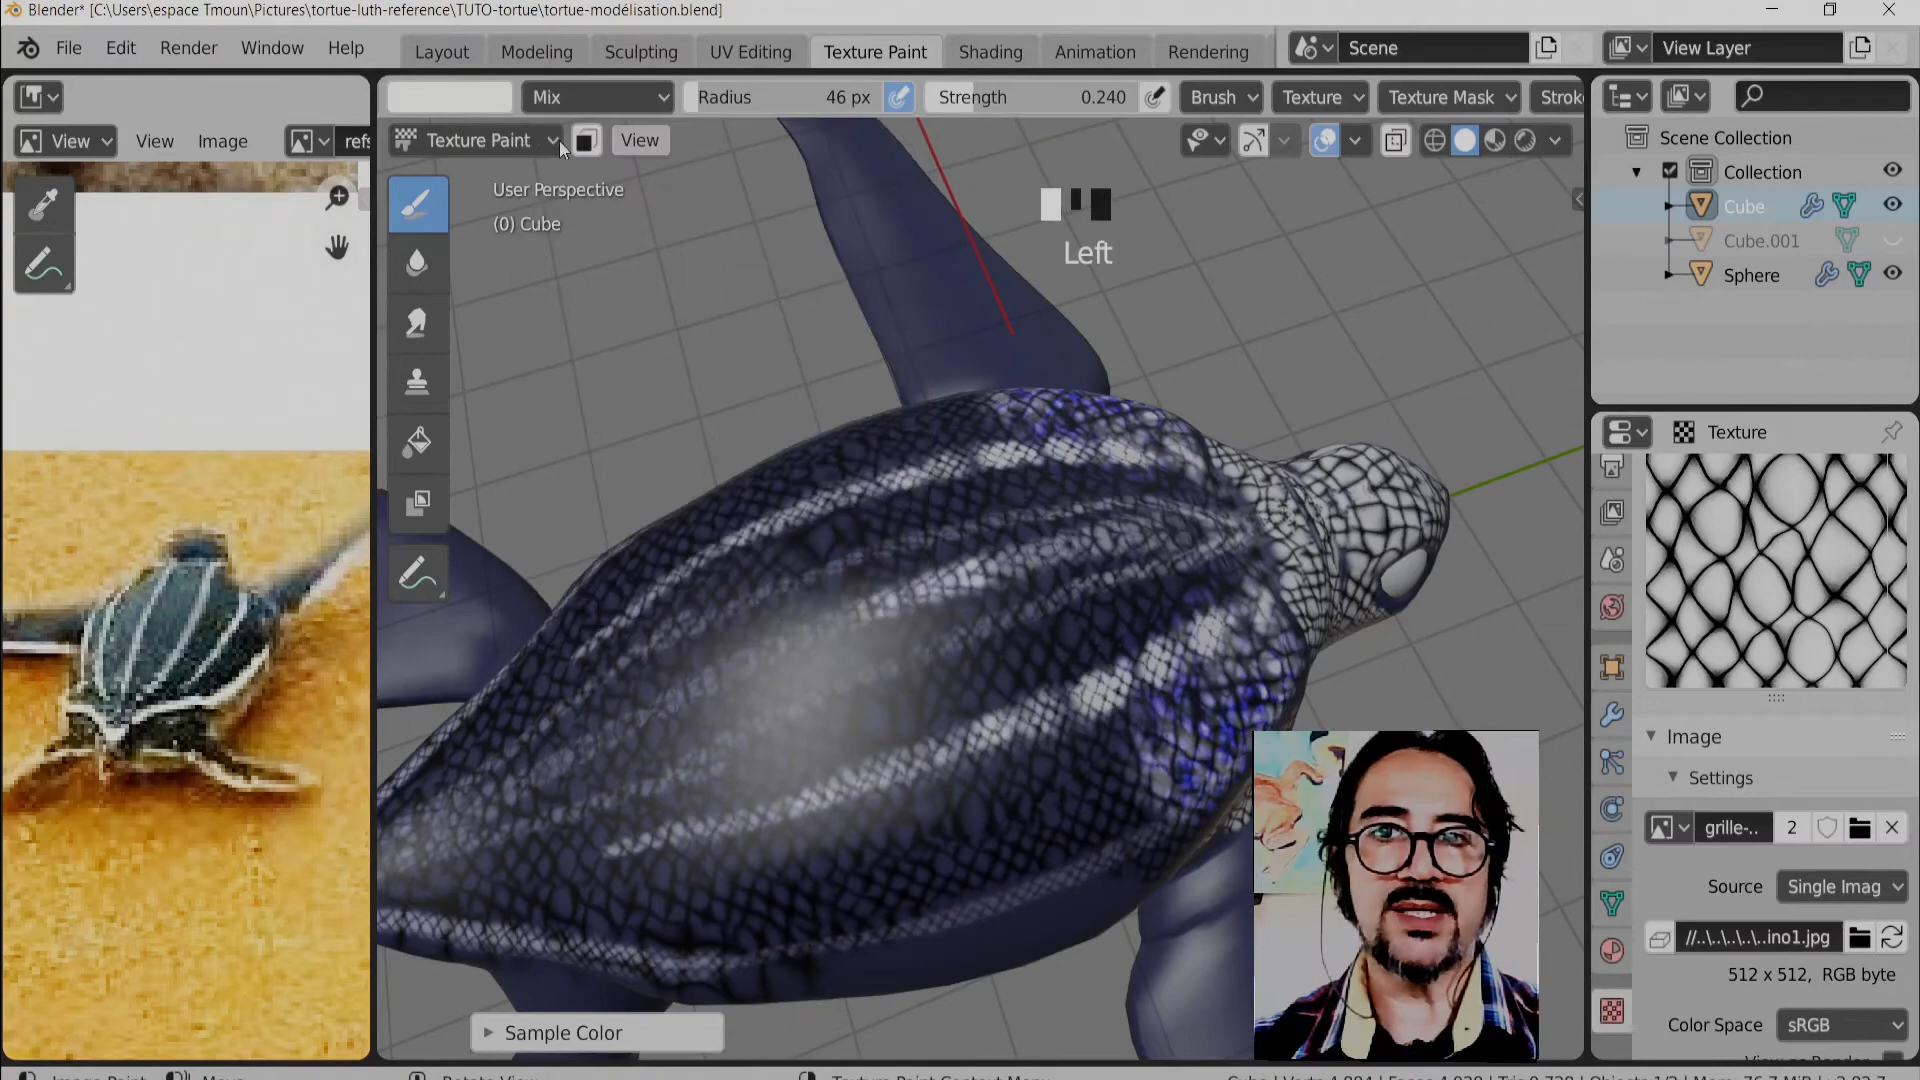 Blender* [C:\Users\espace Tmoun\Pictures\tortue-luth-reference\TUTO-tortue\tortue-modélisation.blend]
File Edit Render Window Help Layout Modeling Sculpting UV Editing Texture Paint Shading Animation Rendering Scene View Layer
Mix Radius 46 px Strength 0.240 Brush Texture Texture Mask Stroke
View View Image refs Texture Paint View
User Perspective
(0) Cube
Left
Scene Collection
Collection
Cube
Cube.001
Sphere
Texture
Image
Settings
grille-.. 2
Source Single Imag
//..\..\..\..\..ino1.jpg
512 x 512, RGB byte
Color Space sRGB
Sample Color